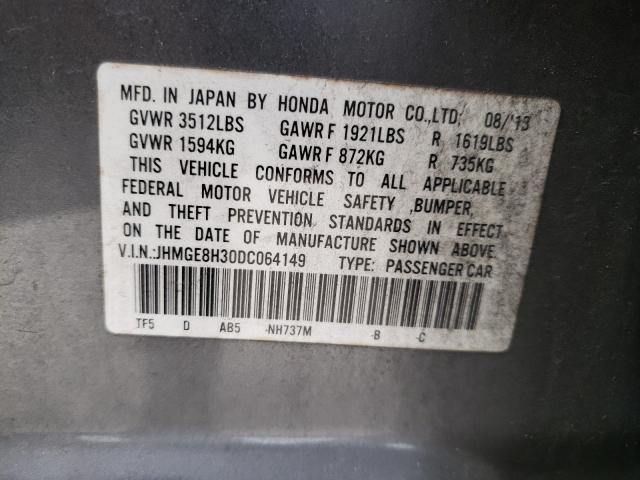 MFD. IN JAPAN BY HONDA MOTOR CO.,LTD. 08/'13
GVWR 3512LBS GAWR F 1921LBS R 1619LBS
GVWR 1594KG GAWR F 872KG R 735KG
THIS VEHICLE CONFORMS TO ALL APPLICABLE
FEDERAL MOTOR VEHICLE SAFETY ,BUMPER,
AND THEFT PREVENTION STANDARDS IN EFFECT
ON THE DATE OF MANUFACTURE SHOWN ABOVE.
V.I.N.:JHMGE8H30DC064149 TYPE: PASSENGER CAR
TF5 D AB5 -NH737M -B -C